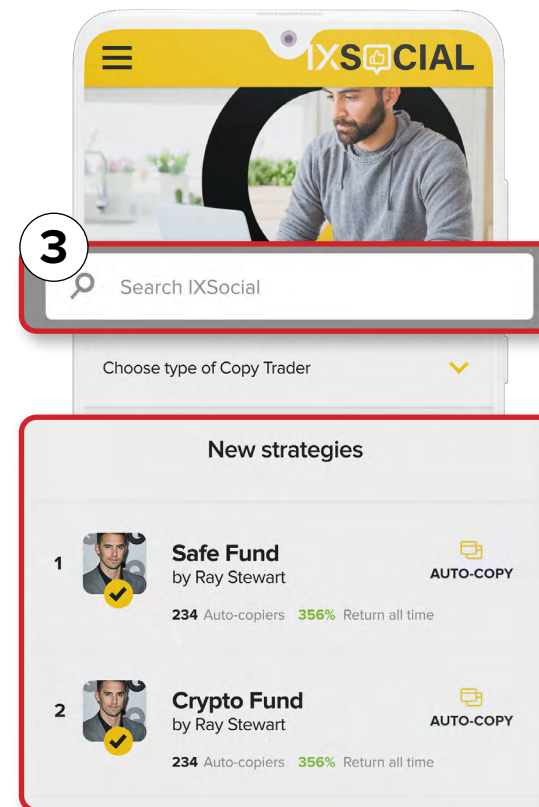 IXSOCIAL
3
Search IXSocial
Choose type of Copy Trader
New strategies
1
Safe Fund
by Ray Stewart
AUTO-COPY
234 Auto-copiers 356% Return all time
2
Crypto Fund
by Ray Stewart
AUTO-COPY
234 Auto-copiers 356% Return all time